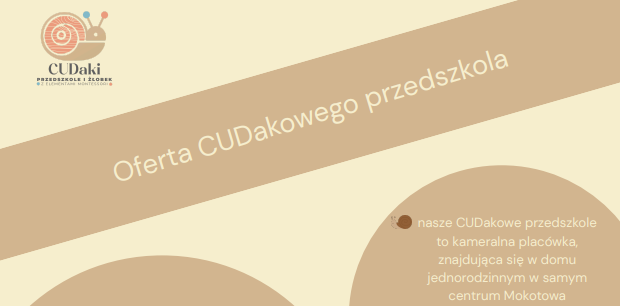 CUDaki
PRZEDSZKOLE I ŻŁOBEK
Z ELEMENTAMI MONTESSORI
Oferta CUDakowego przedszkola
nasze CUDakowe przedszkole
to kameralna placówka,
znajdująca się w domu
jednorodzinnym w samym
centrum Mokotowa